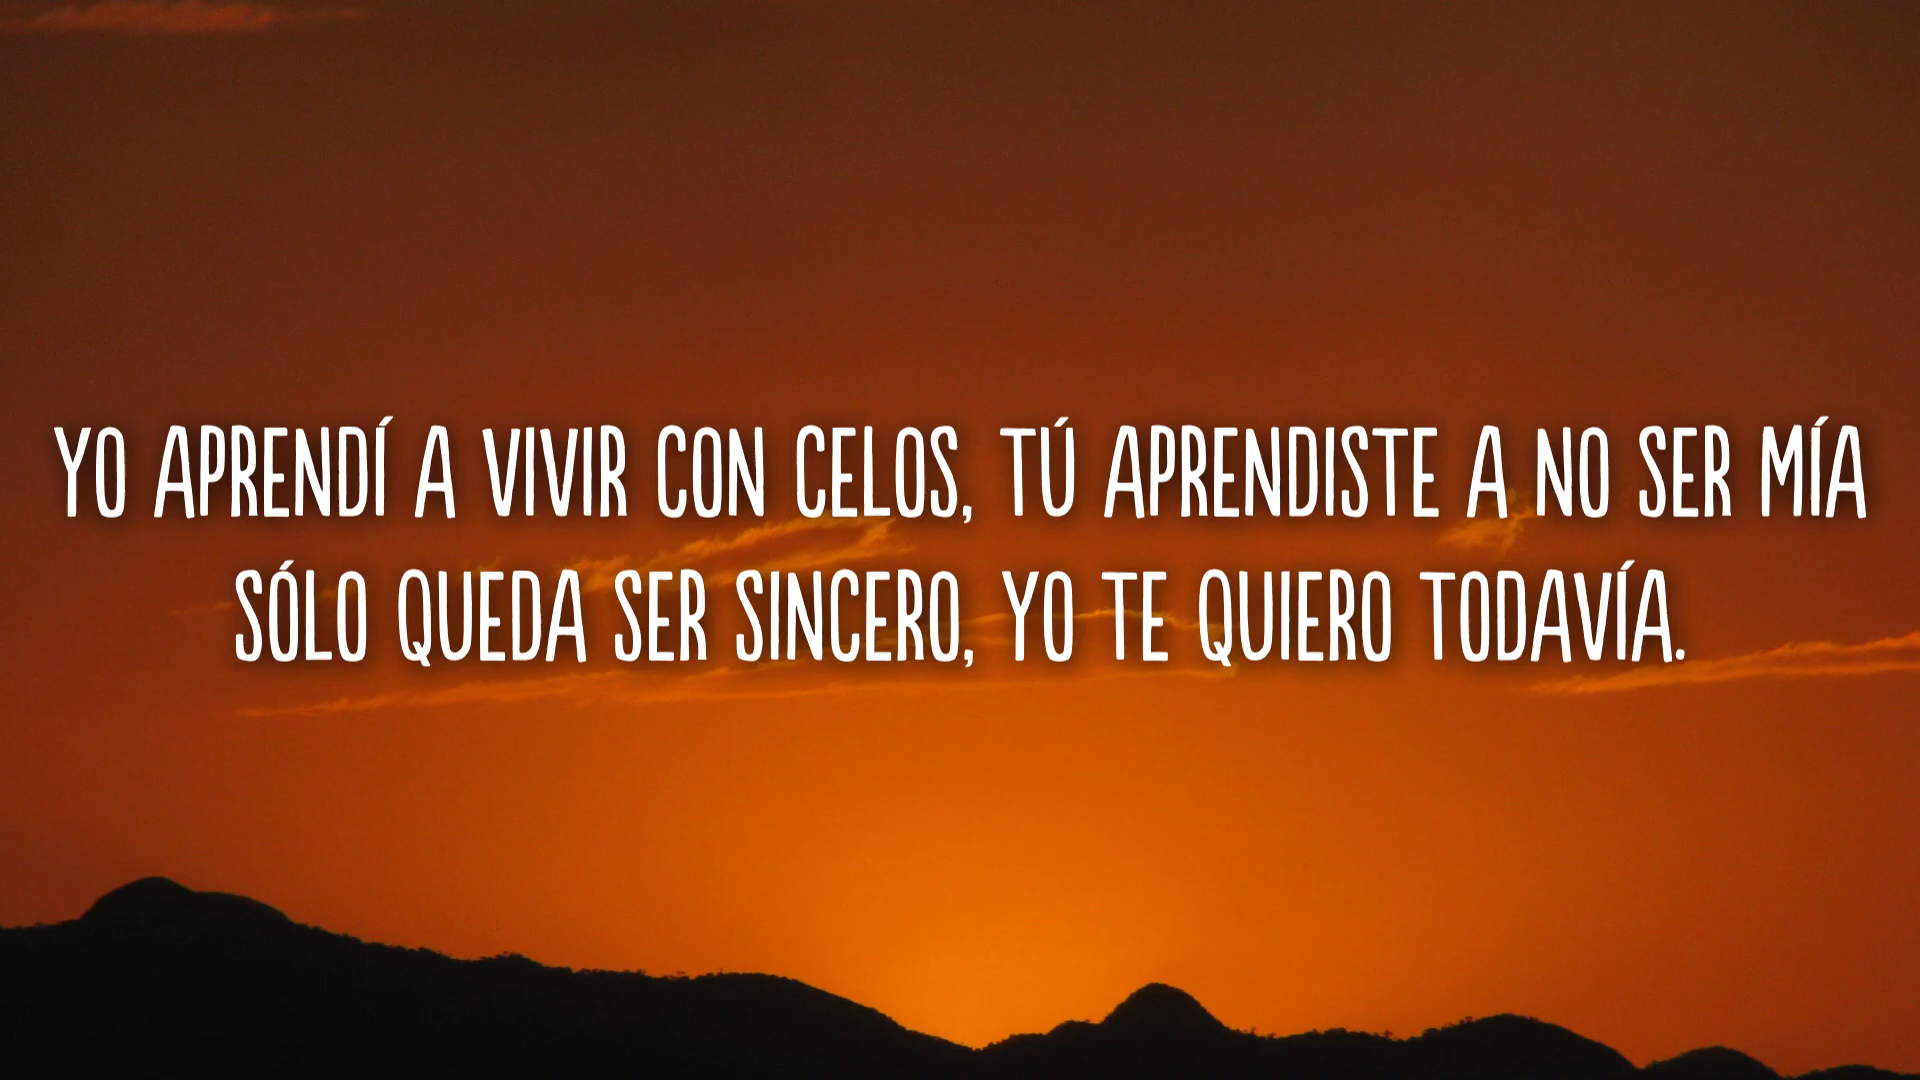 YO APRENDÍ A VIVIR CON CELOS, TÚ APRENDISTE A NO SER MÍA
SÓLO QUEDA SER SINCERO, YO TE QUIERO TODAVÍA.